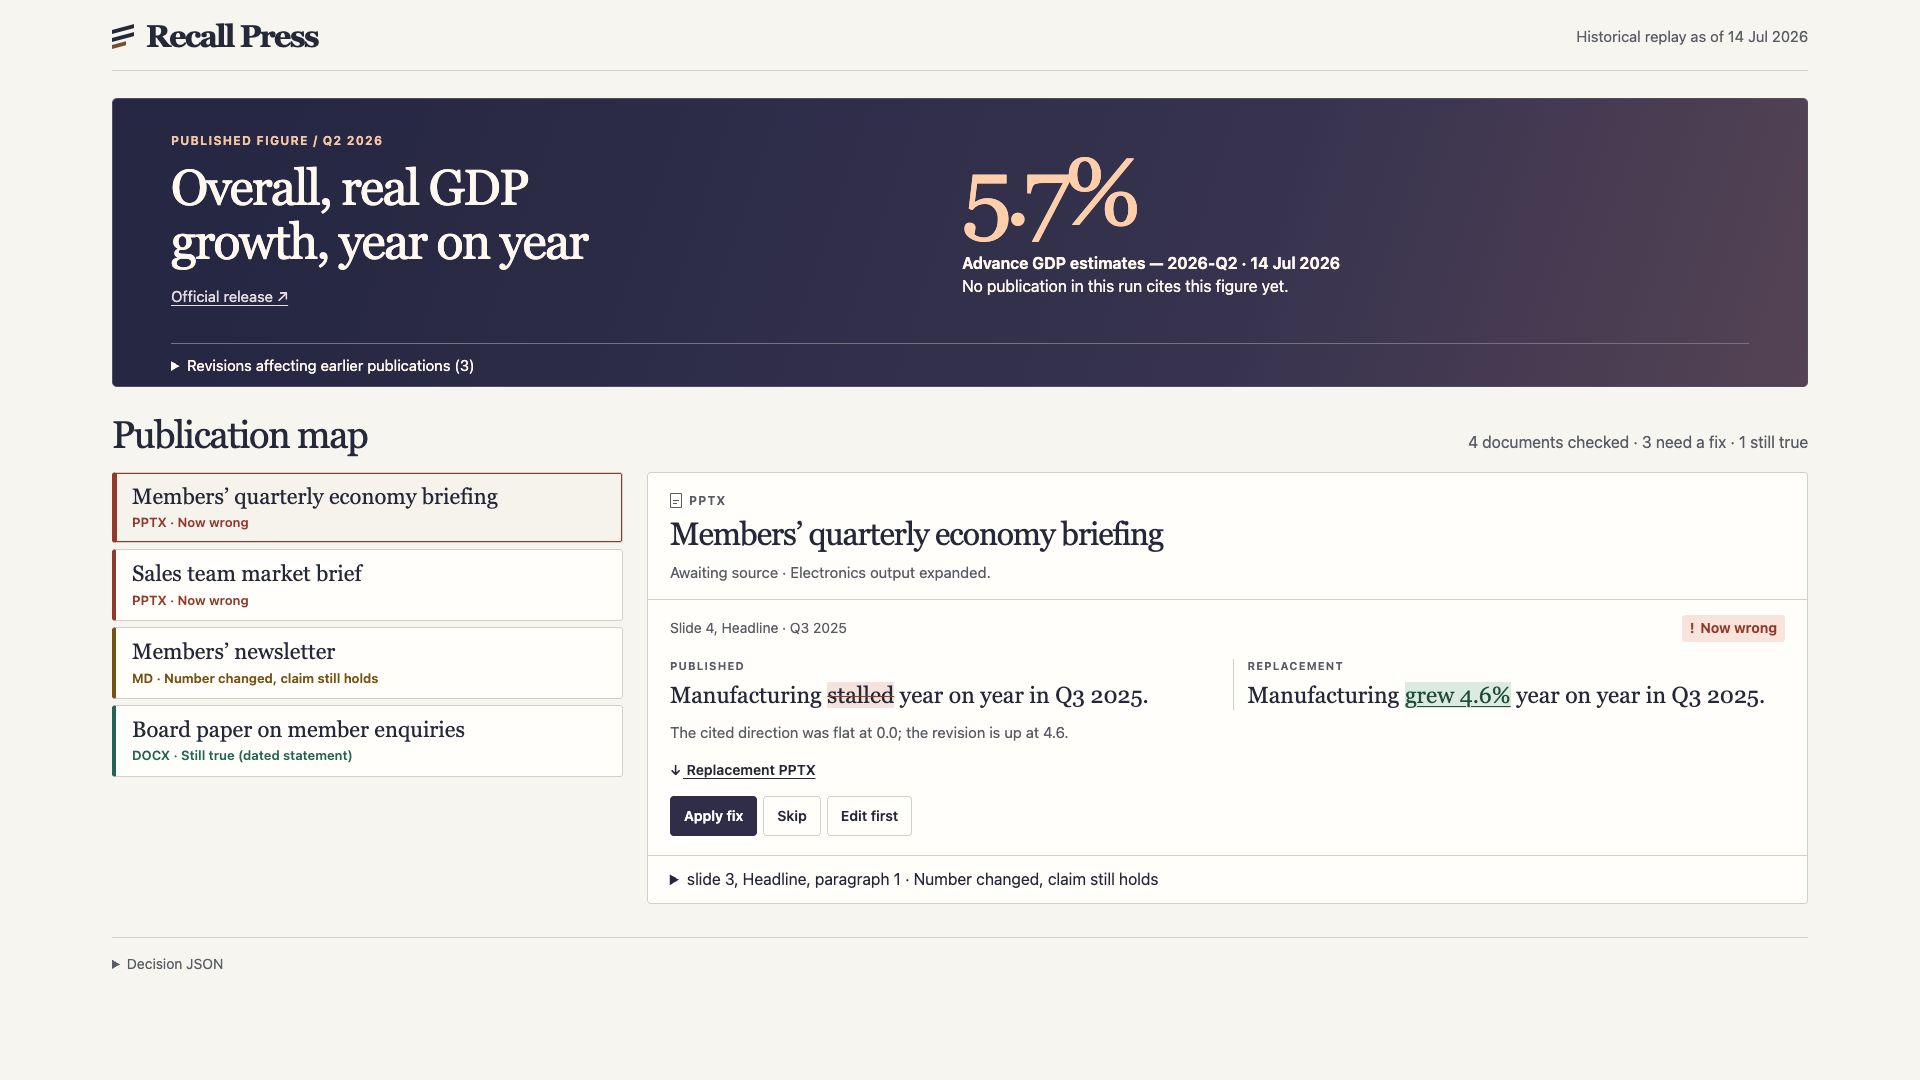 Recall Press
Historical replay as of 14 Jul 2026
PUBLISHED FIGURE / Q2 2026
Overall, real GDP
growth, year on year
Official release ↗
5.7%
Advance GDP estimates — 2026-Q2 · 14 Jul 2026
No publication in this run cites this figure yet.
▶ Revisions affecting earlier publications (3)
Publication map
4 documents checked · 3 need a fix · 1 still true
Members’ quarterly economy briefing
PPTX · Now wrong
Sales team market brief
PPTX · Now wrong
Members’ newsletter
MD · Number changed, claim still holds
Board paper on member enquiries
DOCX · Still true (dated statement)
PPTX
Members’ quarterly economy briefing
Awaiting source · Electronics output expanded.
Slide 4, Headline · Q3 2025
! Now wrong
PUBLISHED
Manufacturing stalled year on year in Q3 2025.
REPLACEMENT
Manufacturing grew 4.6% year on year in Q3 2025.
The cited direction was flat at 0.0; the revision is up at 4.6.
↓ Replacement PPTX
Apply fix
Skip
Edit first
▶ slide 3, Headline, paragraph 1 · Number changed, claim still holds
▶ Decision JSON